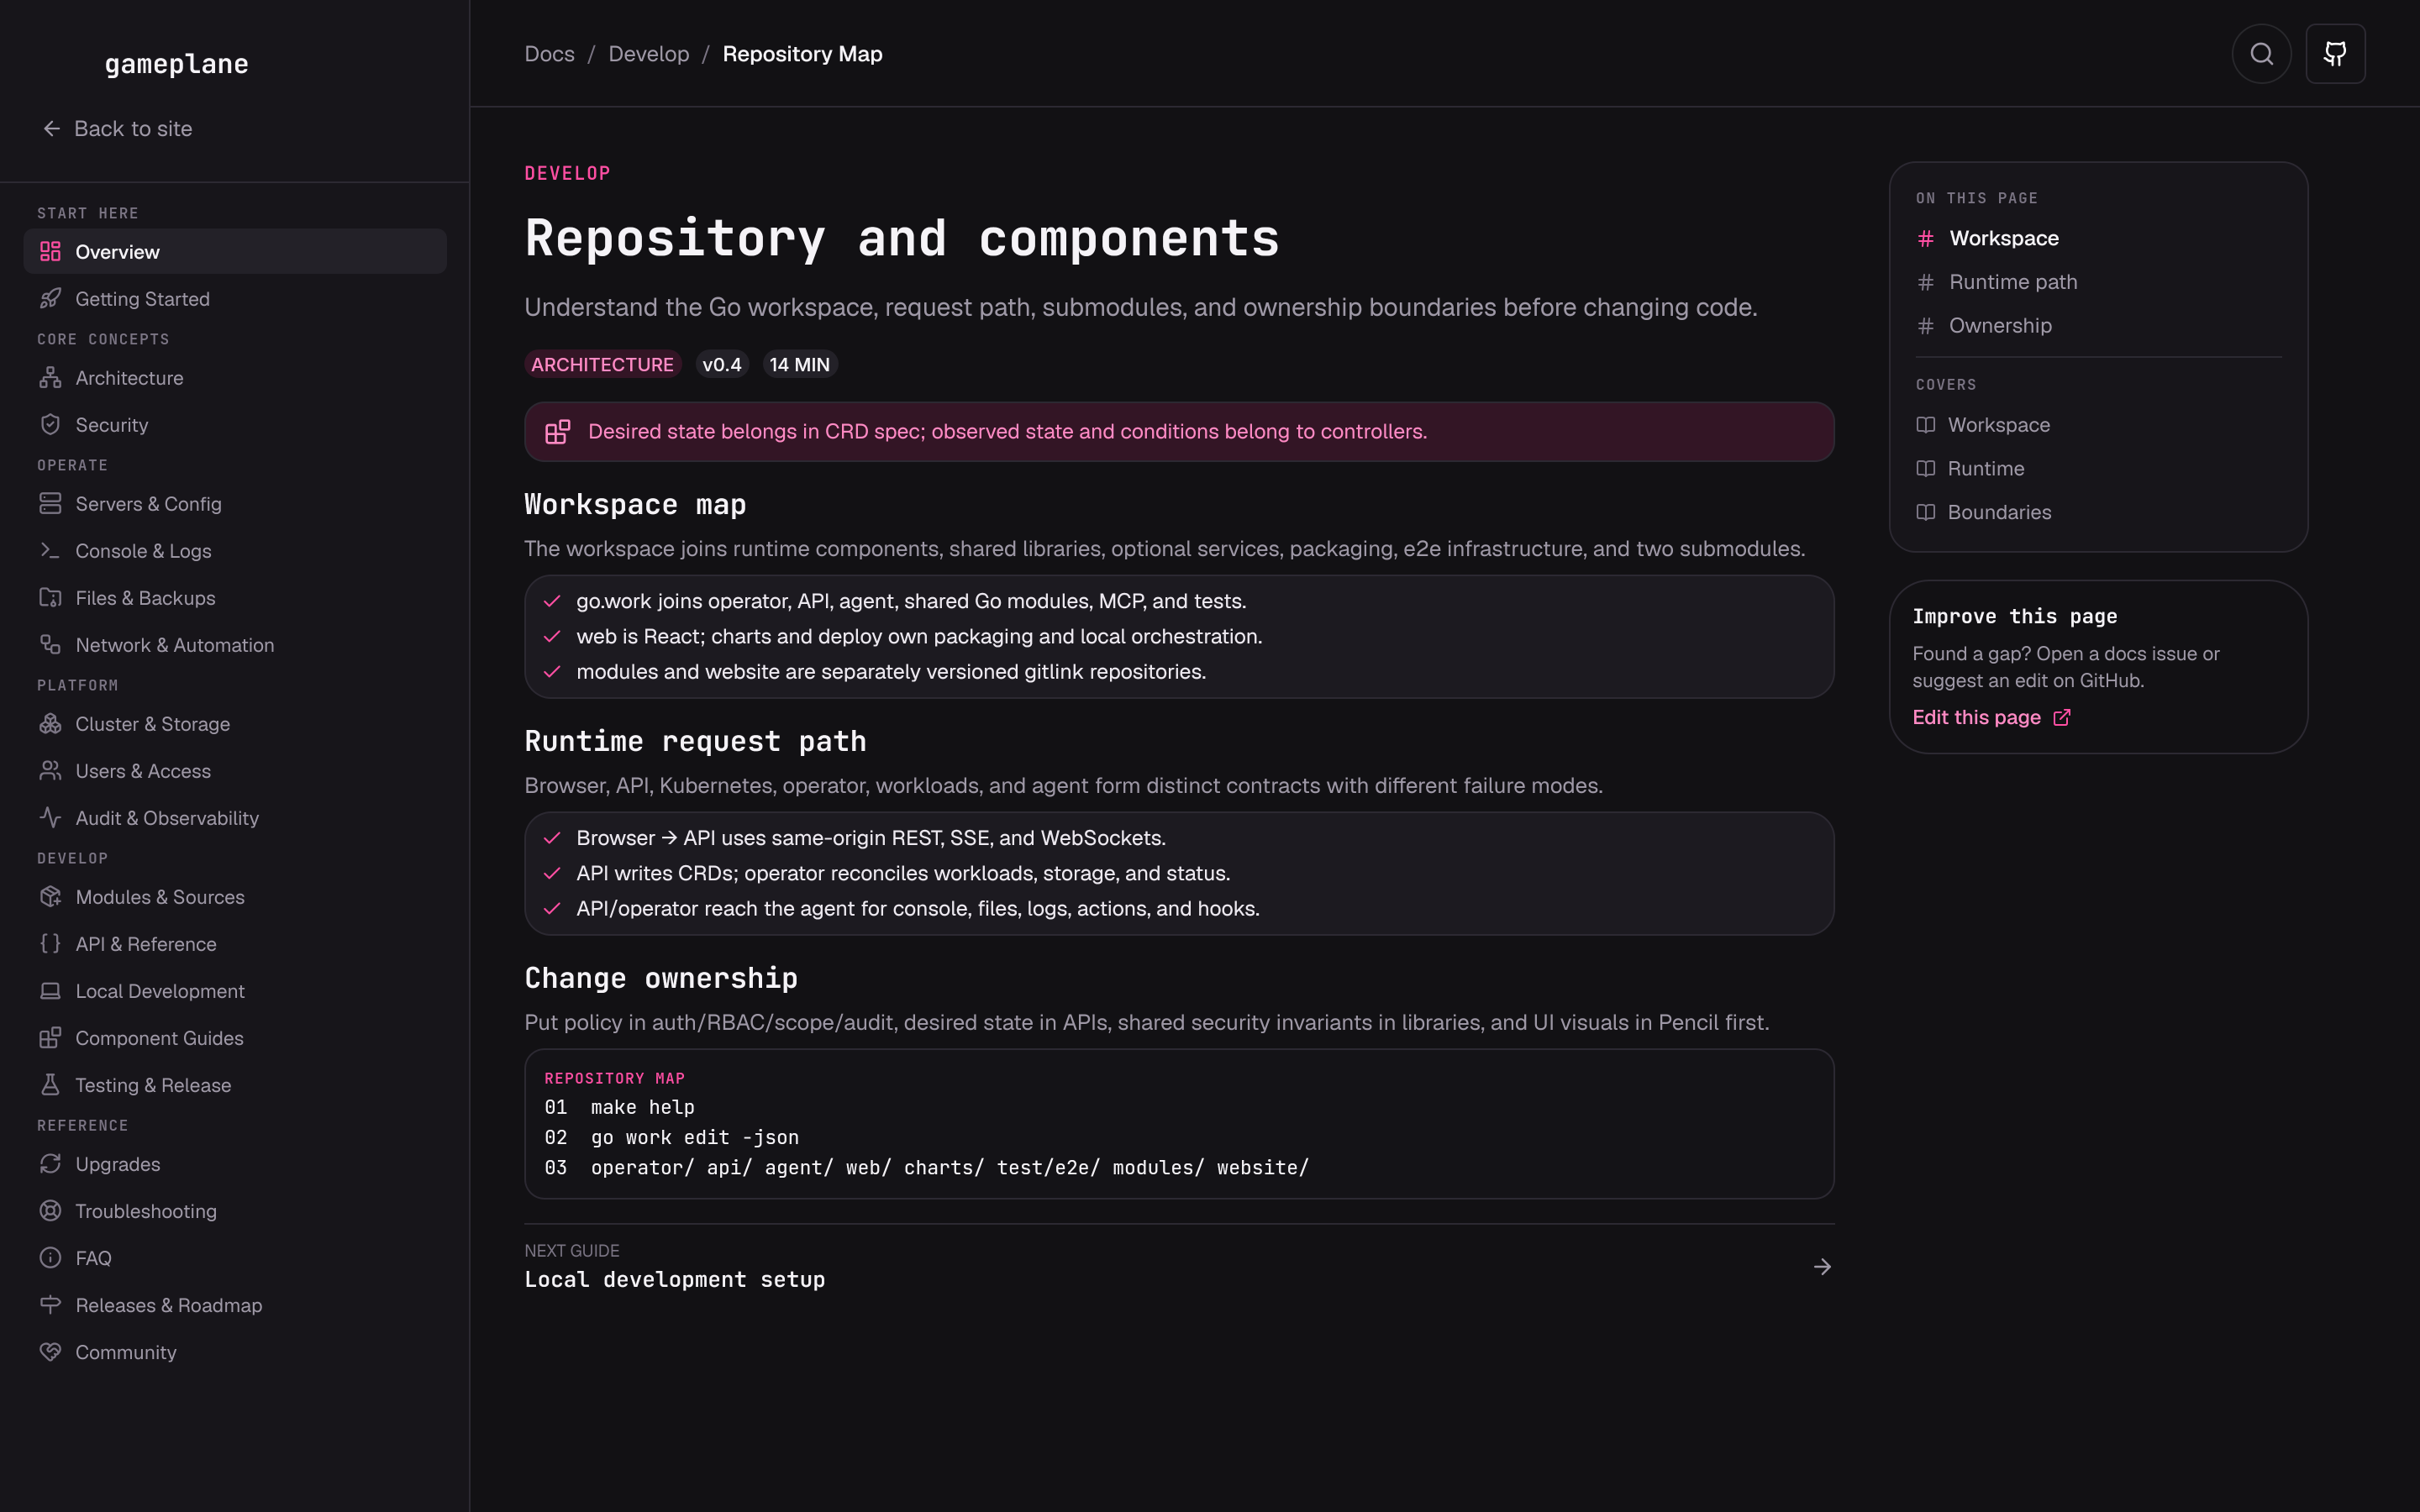 gameplane
Back to site
START HERE
Overview
Getting Started
CORE CONCEPTS
Architecture
Security
OPERATE
Servers & Config
Console & Logs
Files & Backups
Network & Automation
PLATFORM
Cluster & Storage
Users & Access
Audit & Observability
DEVELOP
Modules & Sources
API & Reference
Local Development
Component Guides
Testing & Release
REFERENCE
Upgrades
Troubleshooting
FAQ
Releases & Roadmap
Community
Docs / Develop / Repository Map
DEVELOP
Repository and components
Understand the Go workspace, request path, submodules, and ownership boundaries before changing code.
ARCHITECTURE v0.4 14 MIN
Desired state belongs in CRD spec; observed state and conditions belong to controllers.
Workspace map
The workspace joins runtime components, shared libraries, optional services, packaging, e2e infrastructure, and two submodules.
go.work joins operator, API, agent, shared Go modules, MCP, and tests.
web is React; charts and deploy own packaging and local orchestration.
modules and website are separately versioned gitlink repositories.
Runtime request path
Browser, API, Kubernetes, operator, workloads, and agent form distinct contracts with different failure modes.
Browser → API uses same-origin REST, SSE, and WebSockets.
API writes CRDs; operator reconciles workloads, storage, and status.
API/operator reach the agent for console, files, logs, actions, and hooks.
Change ownership
Put policy in auth/RBAC/scope/audit, desired state in APIs, shared security invariants in libraries, and UI visuals in Pencil first.
REPOSITORY MAP
01 make help
02 go work edit -json
03 operator/ api/ agent/ web/ charts/ test/e2e/ modules/ website/
NEXT GUIDE
Local development setup
ON THIS PAGE
# Workspace
# Runtime path
# Ownership
COVERS
Workspace
Runtime
Boundaries
Improve this page
Found a gap? Open a docs issue or
suggest an edit on GitHub.
Edit this page